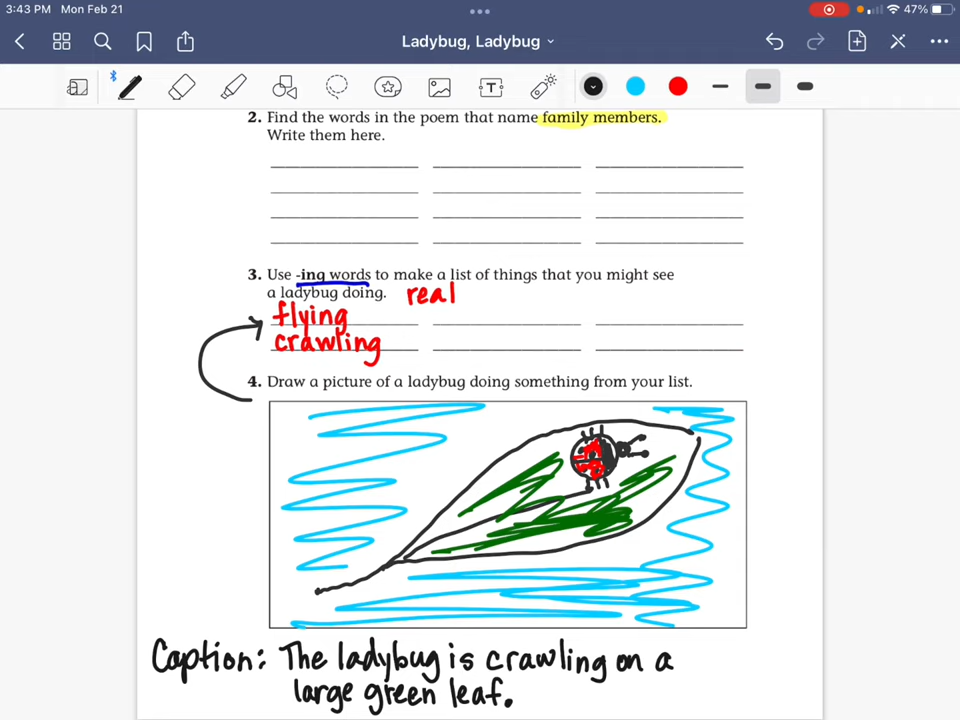 3:43 PM Mon Feb 21
47%
Ladybug, Ladybug
T
2. Find the words in the poem that name family members.
Write them here.
3. Use -ing words to make a list of things that you might see
a ladybug doing. real
flying
crawling
4. Draw a picture of a ladybug doing something from your list.
Caption: The ladybug is crawling on a
large green leaf.